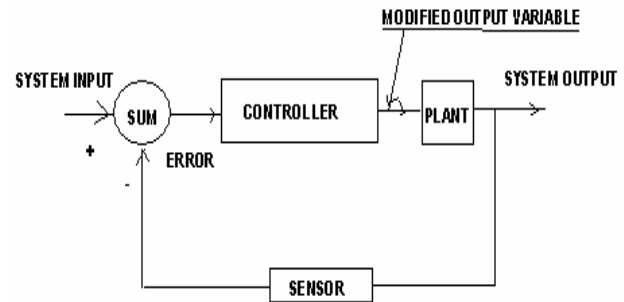 MODIFIED OUTPUT VARIABLE
SYSTEM INPUT
SYSTEM OUTPUT
SUM
CONTROLLER
PLANT
+
ERROR
-
SENSOR